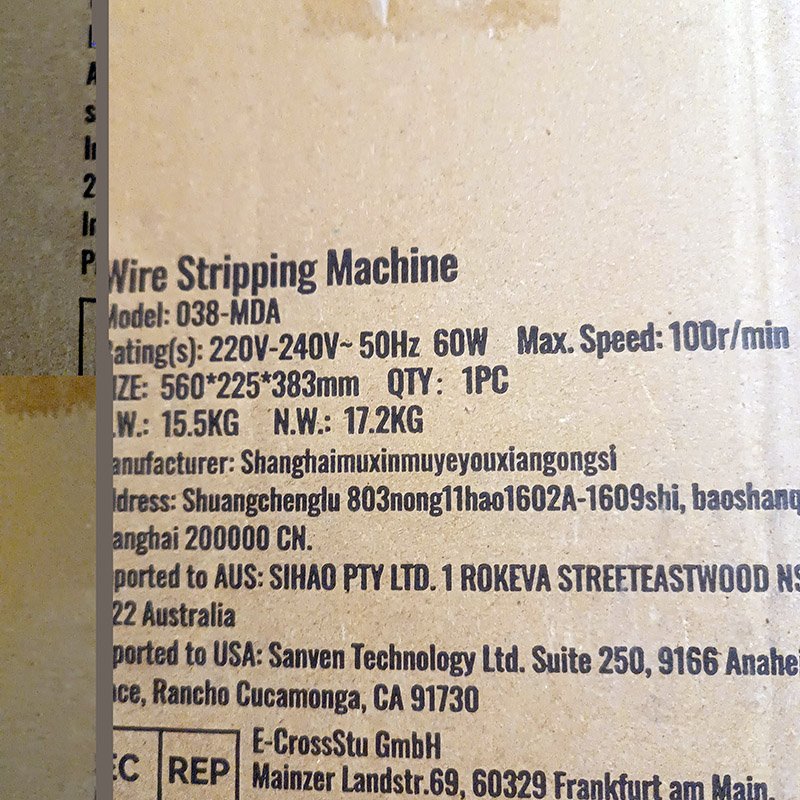 Wire Stripping Machine
Model: 038-MDA
ating(s): 220V-240V~ 50Hz 60W Max. Speed: 100r/min
IZE: 560*225*383mm QTY: 1PC
.W.: 15.5KG N.W.: 17.2KG
anufacturer: Shanghaimuxinmuyeyouxiangongsi
ddress: Shuangchenglu 803nong11hao1602A-1609shi, baoshanq
anghai 200000 CN.
ported to AUS: SIHAO PTY LTD. 1 ROKEVA STREETEASTWOOD NS
22 Australia
ported to USA: Sanven Technology Ltd. Suite 250, 9166 Anahei
ace, Rancho Cucamonga, CA 91730
EC REP
E-CrossStu GmbH
Mainzer Landstr.69, 60329 Frankfurt am Main.